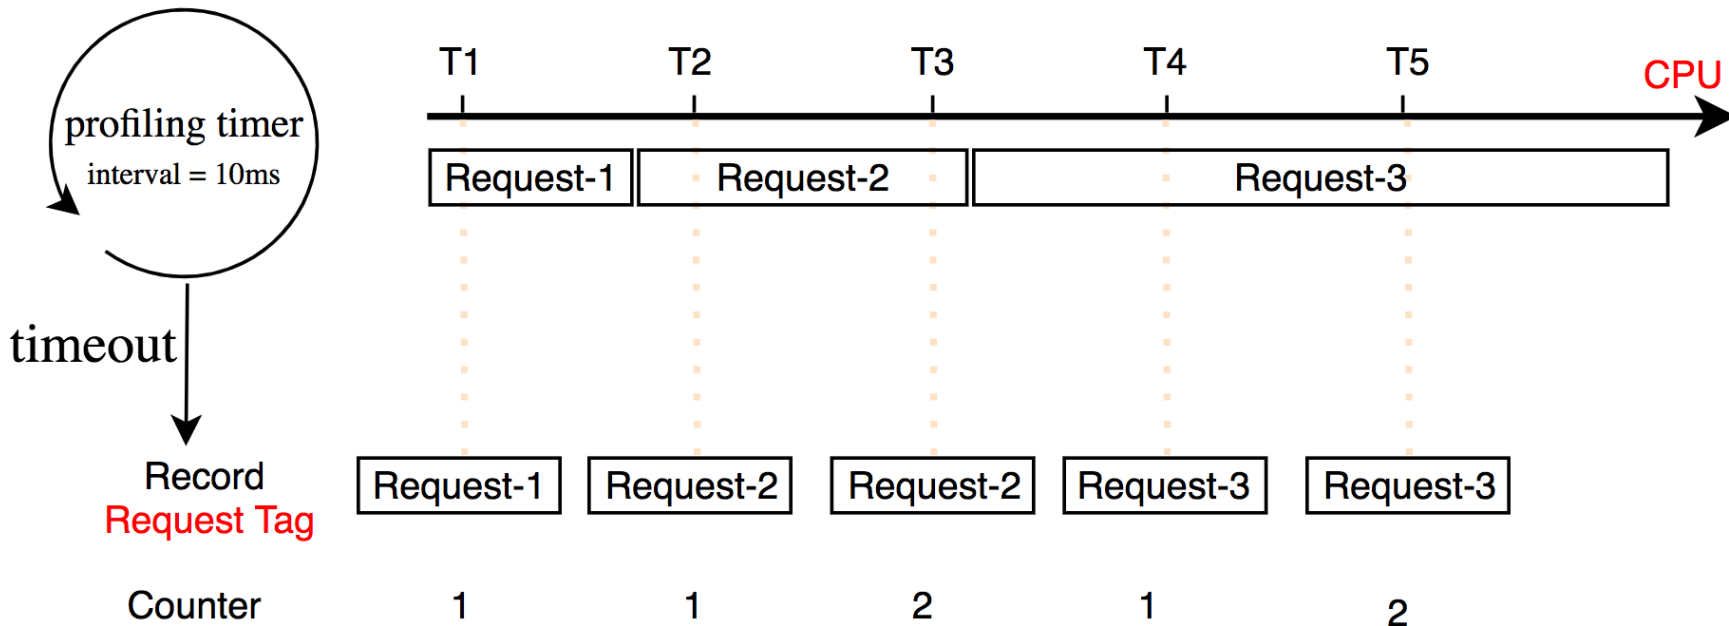 T1 T2 T3 T4 T5
CPU
profiling timer
interval = 10ms
Request-1 Request-2 Request-3
timeout
Record
Request Tag
Request-1 Request-2 Request-2 Request-3 Request-3
Counter 1 1 2 1 2